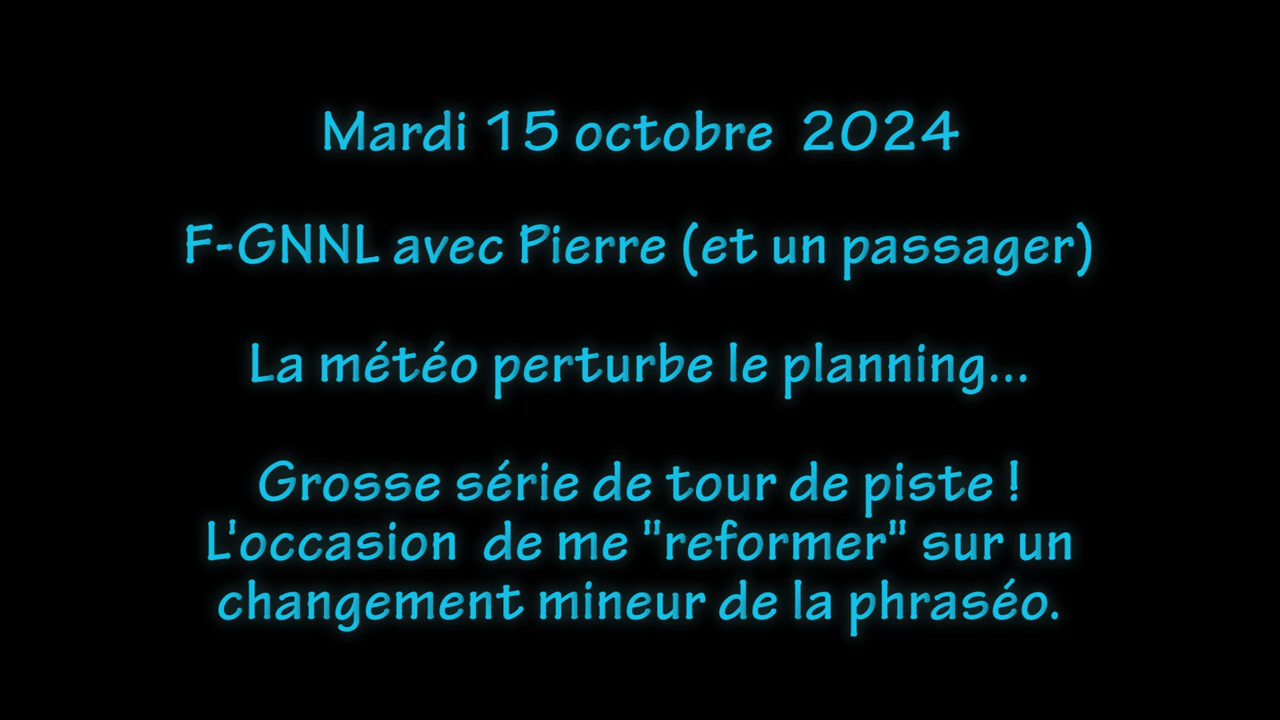 Mardi 15 octobre 2024
F-GNNL avec Pierre (et un passager)
La météo perturbe le planning...
Grosse série de tour de piste !
L'occasion de me "reformer" sur un
changement mineur de la phraséo.